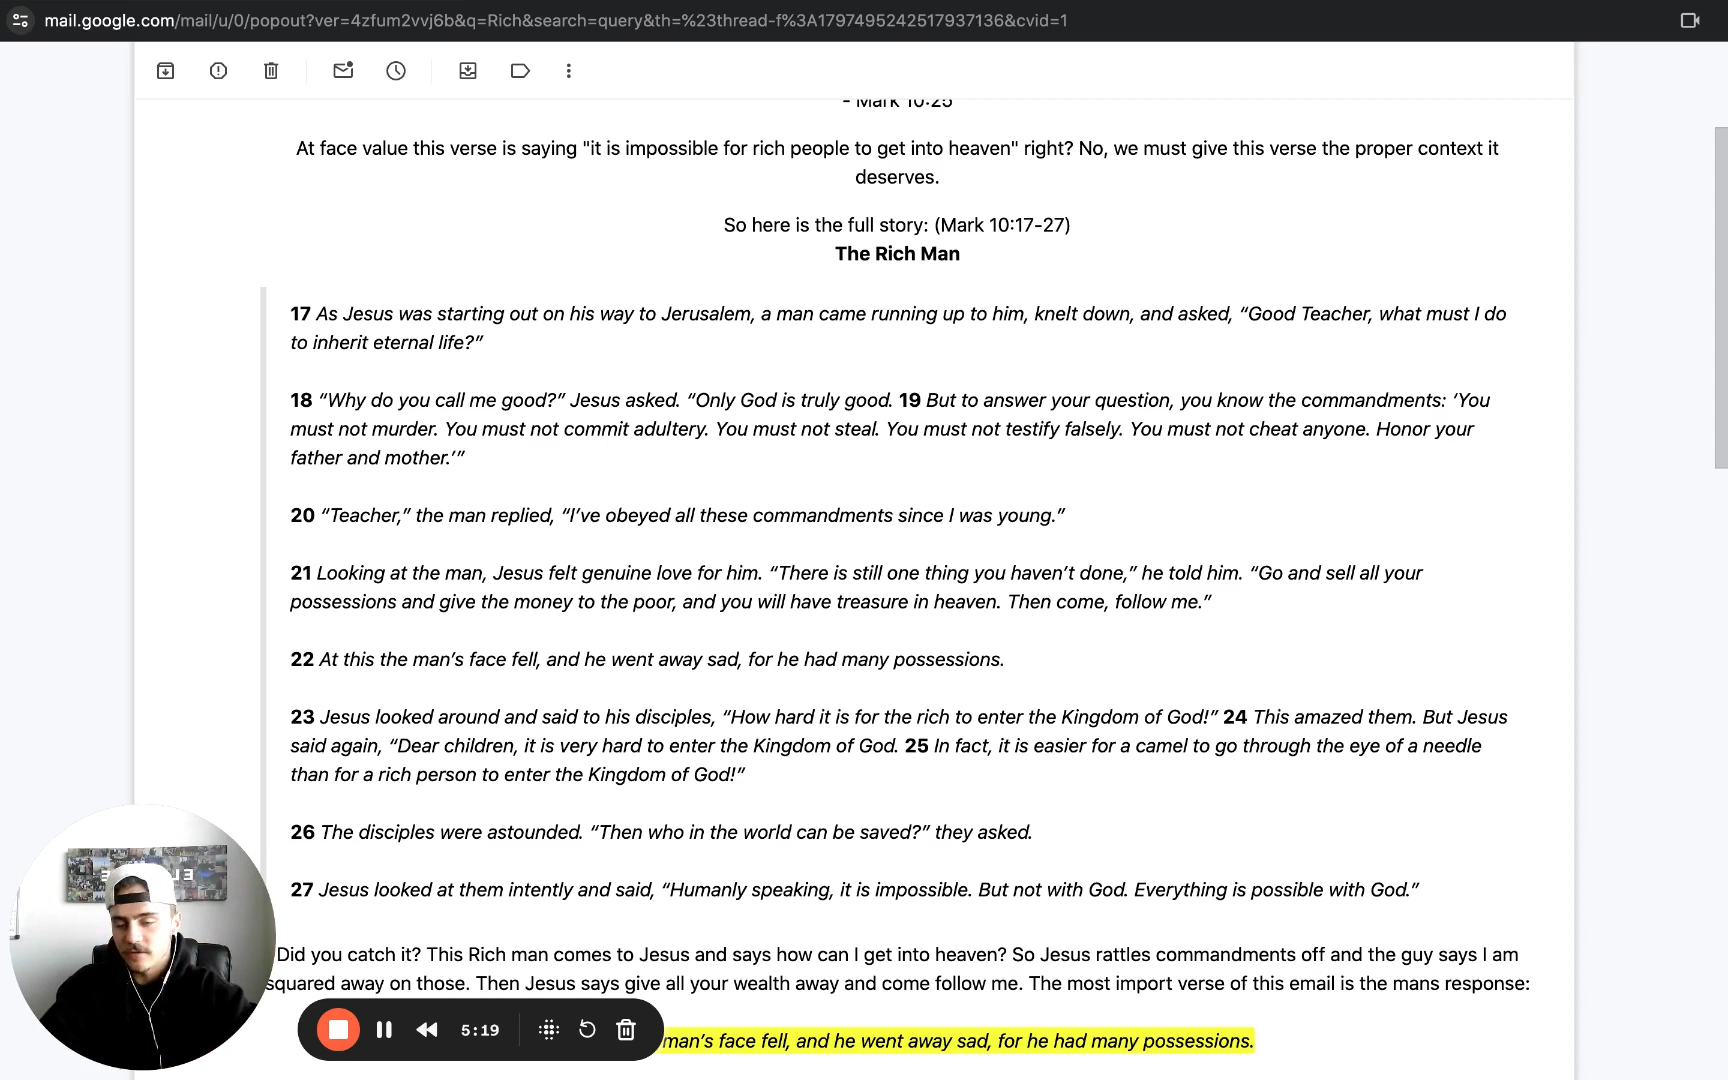 mail.google.com/mail/u/0/popout?ver=4zfum2vvj6b&q=Rich&search=query&th=%23thread-f%3A1797495242517937136&cvid=1
- Mark 10:25
At face value this verse is saying "it is impossible for rich people to get into heaven" right? No, we must give this verse the proper context it
deserves.
So here is the full story: (Mark 10:17-27)
The Rich Man
17 As Jesus was starting out on his way to Jerusalem, a man came running up to him, knelt down, and asked, “Good Teacher, what must I do
to inherit eternal life?”
18 “Why do you call me good?” Jesus asked. “Only God is truly good. 19 But to answer your question, you know the commandments: ‘You
must not murder. You must not commit adultery. You must not steal. You must not testify falsely. You must not cheat anyone. Honor your
father and mother.’”
20 “Teacher,” the man replied, “I’ve obeyed all these commandments since I was young.”
21 Looking at the man, Jesus felt genuine love for him. “There is still one thing you haven’t done,” he told him. “Go and sell all your
possessions and give the money to the poor, and you will have treasure in heaven. Then come, follow me.”
22 At this the man’s face fell, and he went away sad, for he had many possessions.
23 Jesus looked around and said to his disciples, “How hard it is for the rich to enter the Kingdom of God!” 24 This amazed them. But Jesus
said again, “Dear children, it is very hard to enter the Kingdom of God. 25 In fact, it is easier for a camel to go through the eye of a needle
than for a rich person to enter the Kingdom of God!”
26 The disciples were astounded. “Then who in the world can be saved?” they asked.
27 Jesus looked at them intently and said, “Humanly speaking, it is impossible. But not with God. Everything is possible with God.”
Did you catch it? This Rich man comes to Jesus and says how can I get into heaven? So Jesus rattles commandments off and the guy says I am
squared away on those. Then Jesus says give all your wealth away and come follow me. The most import verse of this email is the mans response:
5:19
man’s face fell, and he went away sad, for he had many possessions.